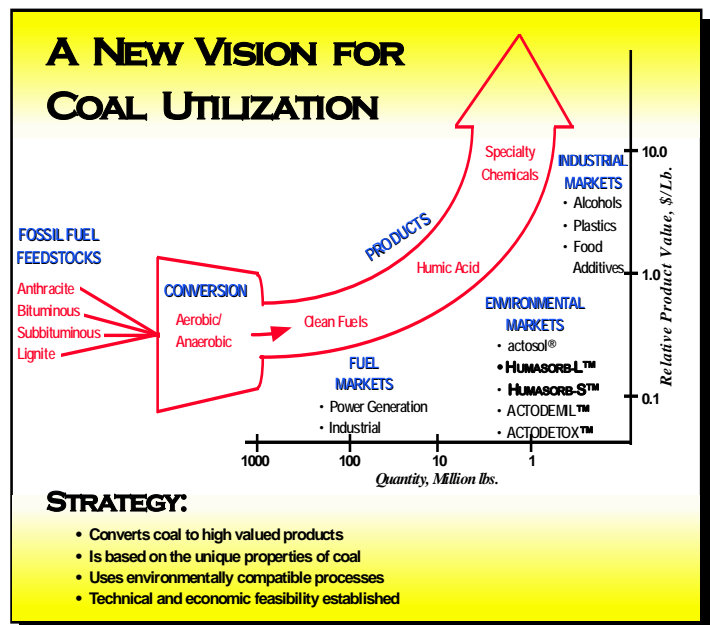 A NEW VISION FOR
COAL UTILIZATION
FOSSIL FUEL
FEEDSTOCKS
Anthracite
Bituminous
Subbituminous
Lignite
CONVERSION
Aerobic/
Anaerobic
Clean Fuels
PRODUCTS
Humic Acid
Specialty
Chemicals
FUEL
MARKETS
· Power Generation
· Industrial
ENVIRONMENTAL
MARKETS
· actosol®
• HUMASORB-L™
· HUMASORB-S™
· ACTODEMIL™
· ACTODETOX™
INDUSTRIAL
MARKETS
· Alcohols
· Plastics
· Food
Additives
10.0
1.0
0.1
Relative Product Value, $/Lb.
1000 100 10 1
Quantity, Million lbs.
STRATEGY:
• Converts coal to high valued products
• Is based on the unique properties of coal
• Uses environmentally compatible processes
• Technical and economic feasibility established